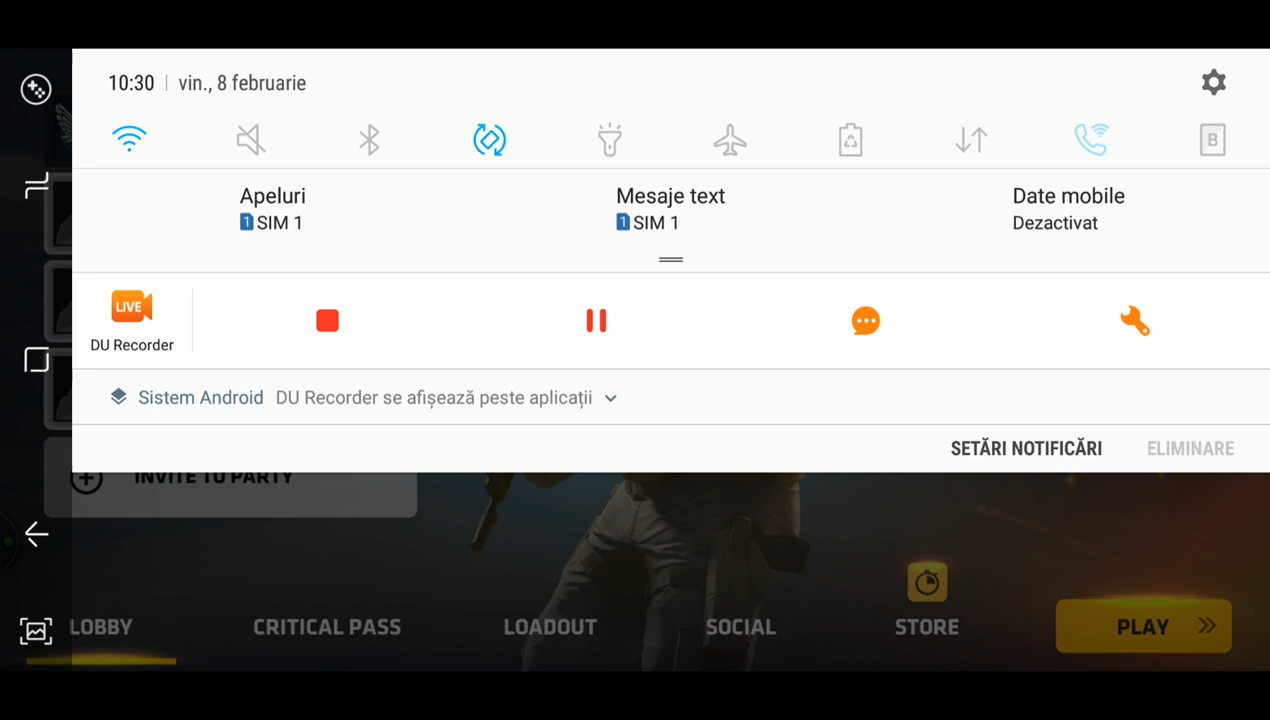 10:30 | vin., 8 februarie
B
Apeluri
1 SIM 1
Mesaje text
1 SIM 1
Date mobile
Dezactivat
LIVE
DU Recorder
Sistem Android DU Recorder se afișează peste aplicații
SETĂRI NOTIFICĂRI ELIMINARE
INVITE TO PARTY
LOBBY CRITICAL PASS LOADOUT SOCIAL STORE PLAY